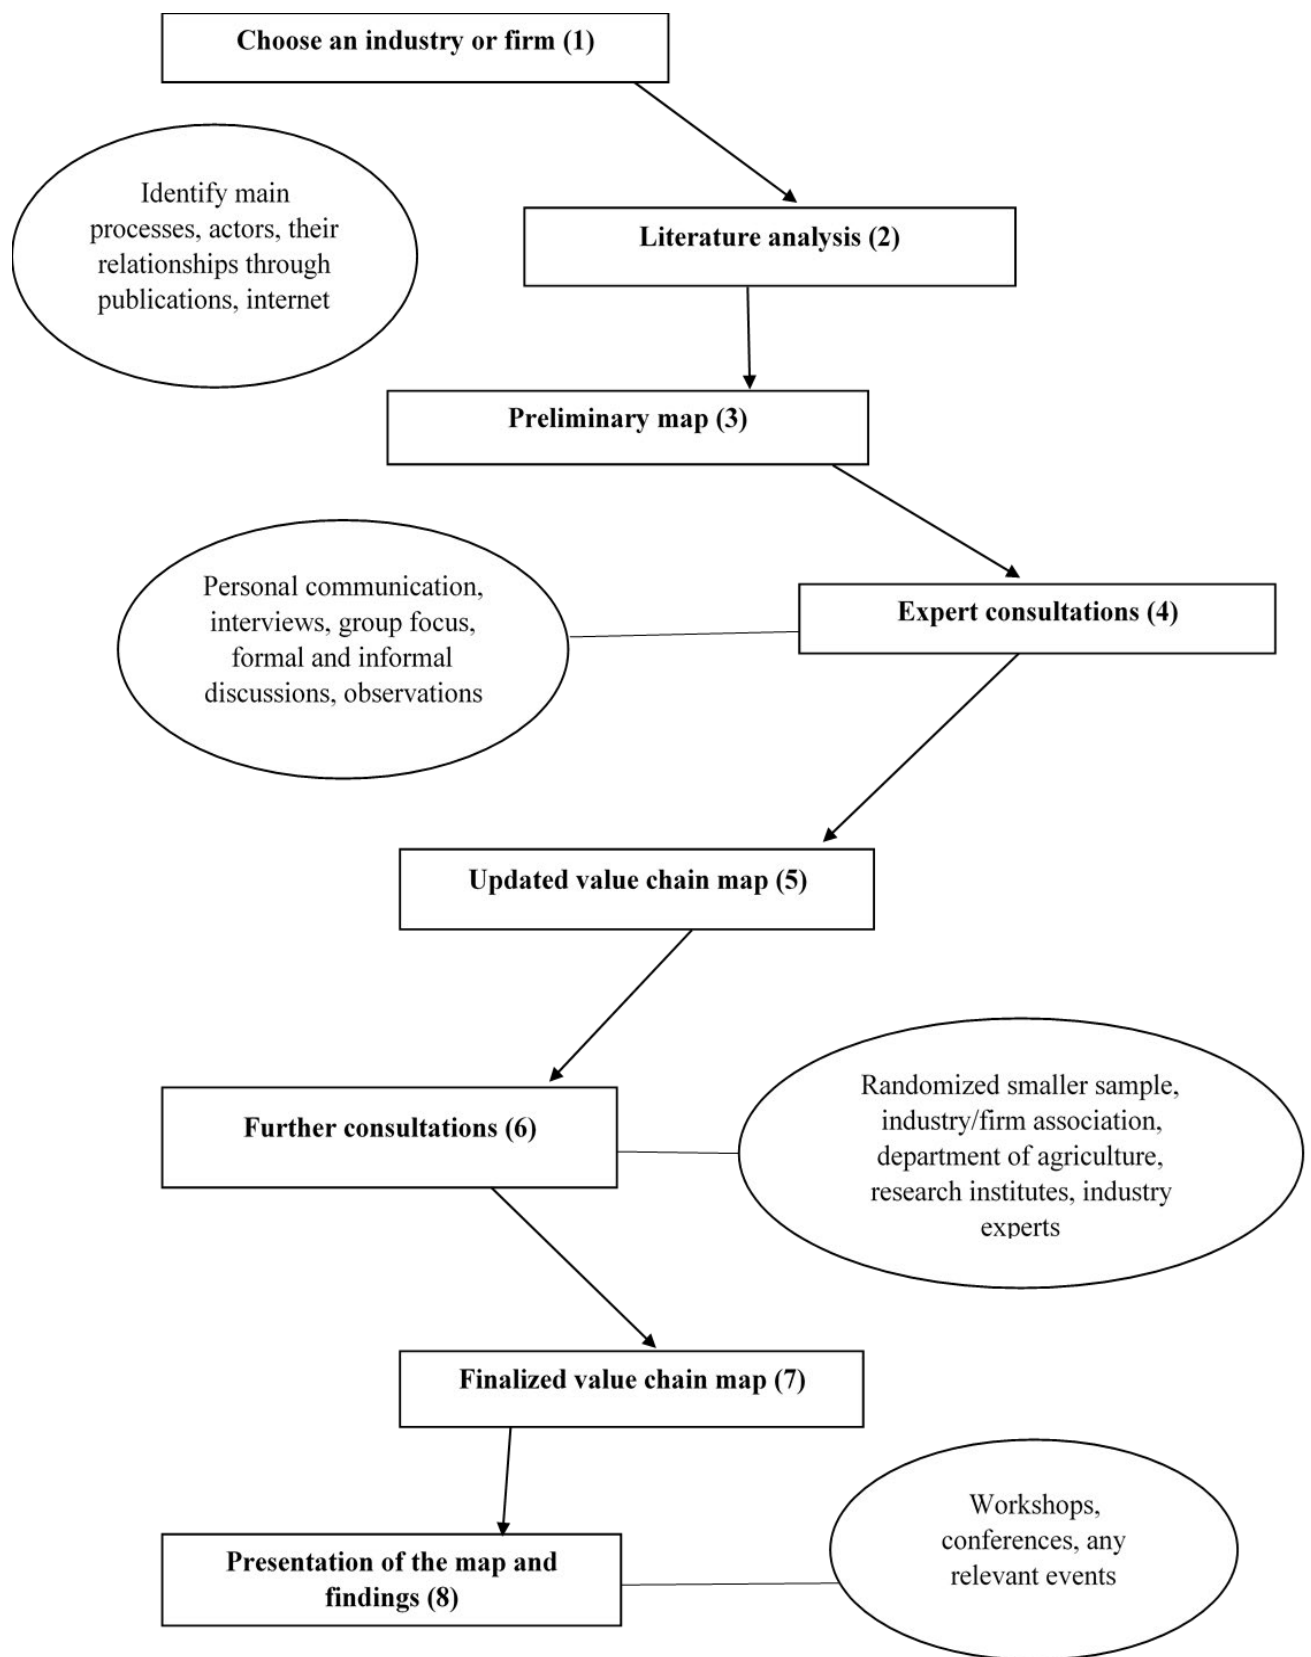 Choose an industry or firm (1)
Identify main
processes, actors, their
relationships through
publications, internet
Literature analysis (2)
Preliminary map (3)
Personal communication,
interviews, group focus,
formal and informal
discussions, observations
Expert consultations (4)
Updated value chain map (5)
Further consultations (6)
Randomized smaller sample,
industry/firm association,
department of agriculture,
research institutes, industry
experts
Finalized value chain map (7)
Presentation of the map and
findings (8)
Workshops,
conferences, any
relevant events